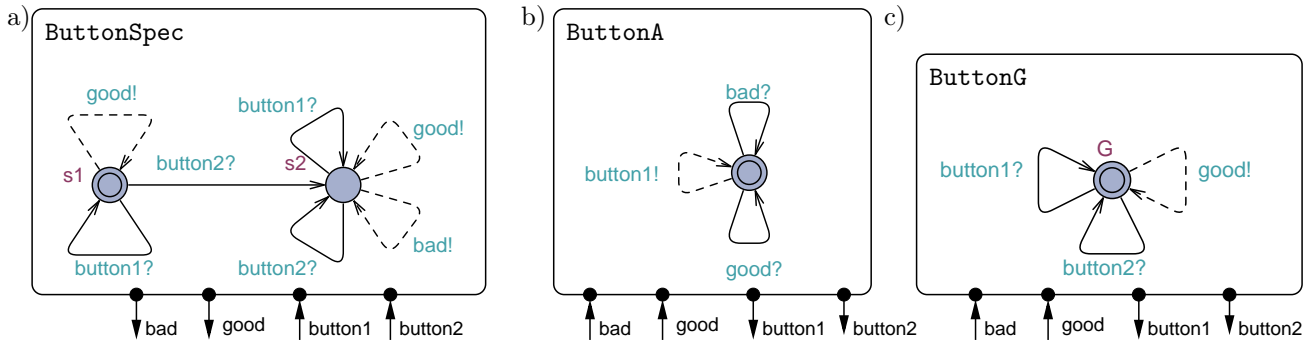 a)
ButtonSpec
good!
button1?
good!
s1
button2?
s2
button1?
button2?
bad!
bad
good
button1
button2
b)
ButtonA
bad?
button1!
good?
bad
good
button1
button2
c)
ButtonG
G
button1?
good!
button2?
bad
good
button1
button2